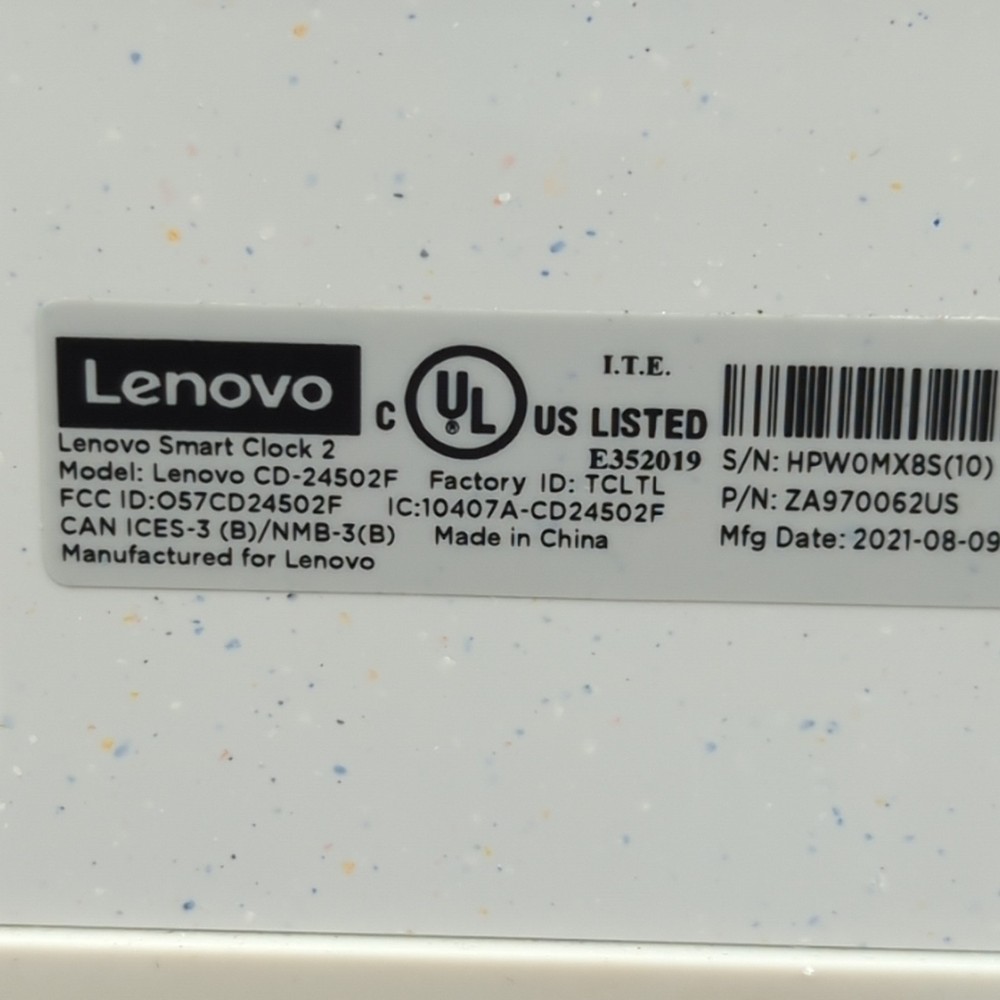 Lenovo
Lenovo Smart Clock 2
Model: Lenovo CD-24502F Factory ID: TCLTL
FCC ID:O57CD24502F IC:10407A-CD24502F
CAN ICES-3 (B)/NMB-3(B) Made in China
Manufactured for Lenovo
C UL® US LISTED
I.T.E.
E352019
S/N: HPW0MX8S(10)
P/N: ZA970062US
Mfg Date: 2021-08-09